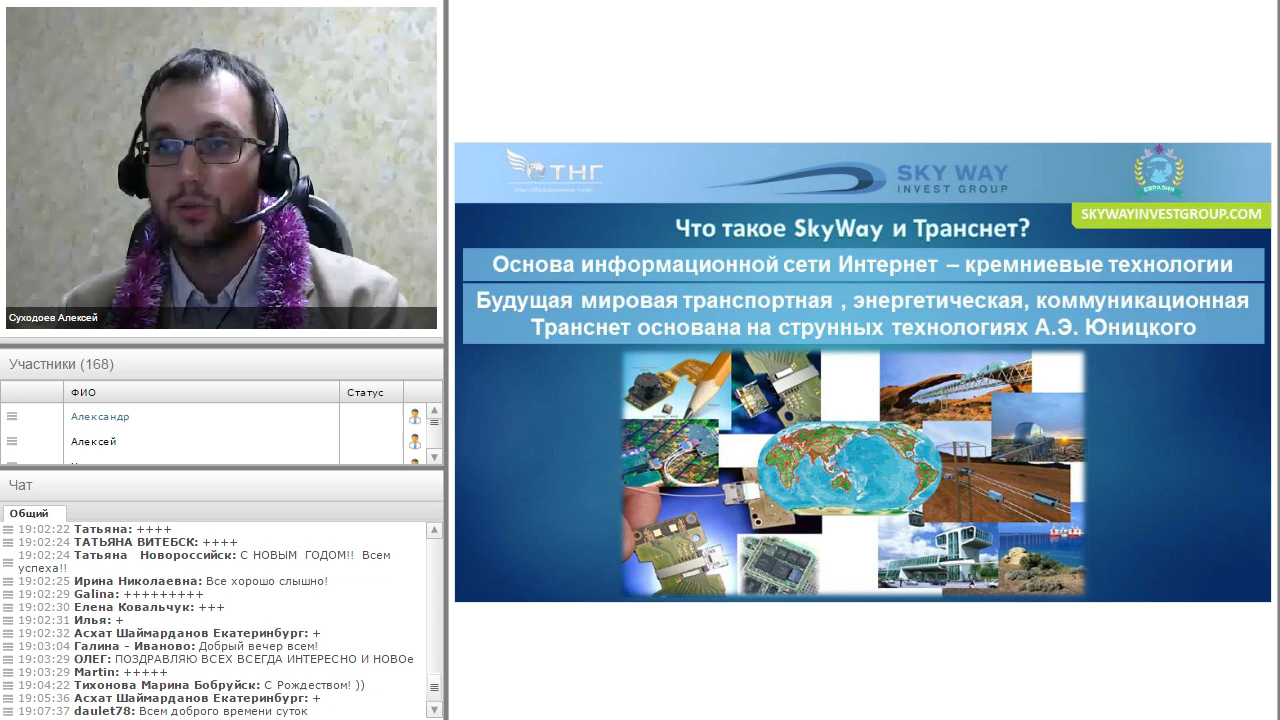 Суходоев Алексей
Участники (168)
ФИО
Статус
Александр
Алексей
Чат
Общий
19:02:22 Татьяна: ++++
19:02:24 ТАТЬЯНА ВИТЕБСК: ++++
19:02:24 Татьяна Новороссийск: С НОВЫМ ГОДОМ!! Всем
успеха!!
19:02:25 Ирина Николаевна: Все хорошо слышно!
19:02:29 Galina: +++++++++
19:02:30 Елена Ковальчук: +++
19:02:31 Илья: +
19:02:32 Асхат Шаймарданов Екатеринбург: +
19:03:04 Галина - Иваново: Добрый вечер всем!
19:03:29 ОЛЕГ: ПОЗДРАВЛЯЮ ВСЕХ ВСЕГДА ИНТЕРЕСНО И НОВОе
19:03:29 Martin: +++++
19:04:22 Тихонова Марина Бобруйск: С Рождеством! ))
19:05:36 Асхат Шаймарданов Екатеринбург: +
19:07:37 daulet78: Всем доброго времени суток
ТНГ
SKY WAY
INVEST GROUP
ЕВРАЗИЯ
SKYWAYINVESTGROUP.COM
Что такое SkyWay и Транснет?
Основа информационной сети Интернет – кремниевые технологии
Будущая мировая транспортная , энергетическая, коммуникационная
Транснет основана на струнных технологиях А.Э. Юницкого